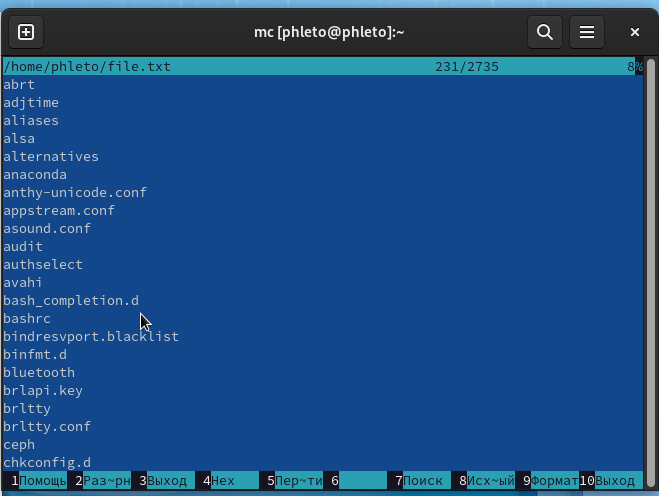 mc [phleto@phleto]:~
/home/phleto/file.txt 231/2735 8%
abrt
adjtime
aliases
alsa
alternatives
anaconda
anthy-unicode.conf
appstream.conf
asound.conf
audit
authselect
avahi
bash_completion.d
bashrc
bindresvport.blacklist
binfmt.d
bluetooth
brlapi.key
brltty
brltty.conf
ceph
chkconfig.d
1Помощь 2Раз~рн 3Выход 4Hex 5Пер~ти 6 7Поиск 8Исх~ый 9Формат10Выход